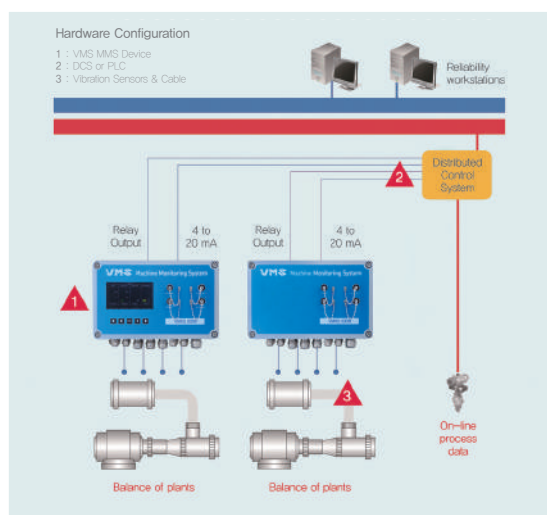 Hardware Configuration
1 : VMS MMS Device
2 : DCS or PLC
3 : Vibration Sensors & Cable
Reliability
workstations
Distributed
Control
System
2
Relay
Output
4 to
20 mA
Relay
Output
4 to
20 mA
VMS Machine Monitoring System
VMS Machine Monitoring System
1
3
On-line
process
data
Balance of plants
Balance of plants